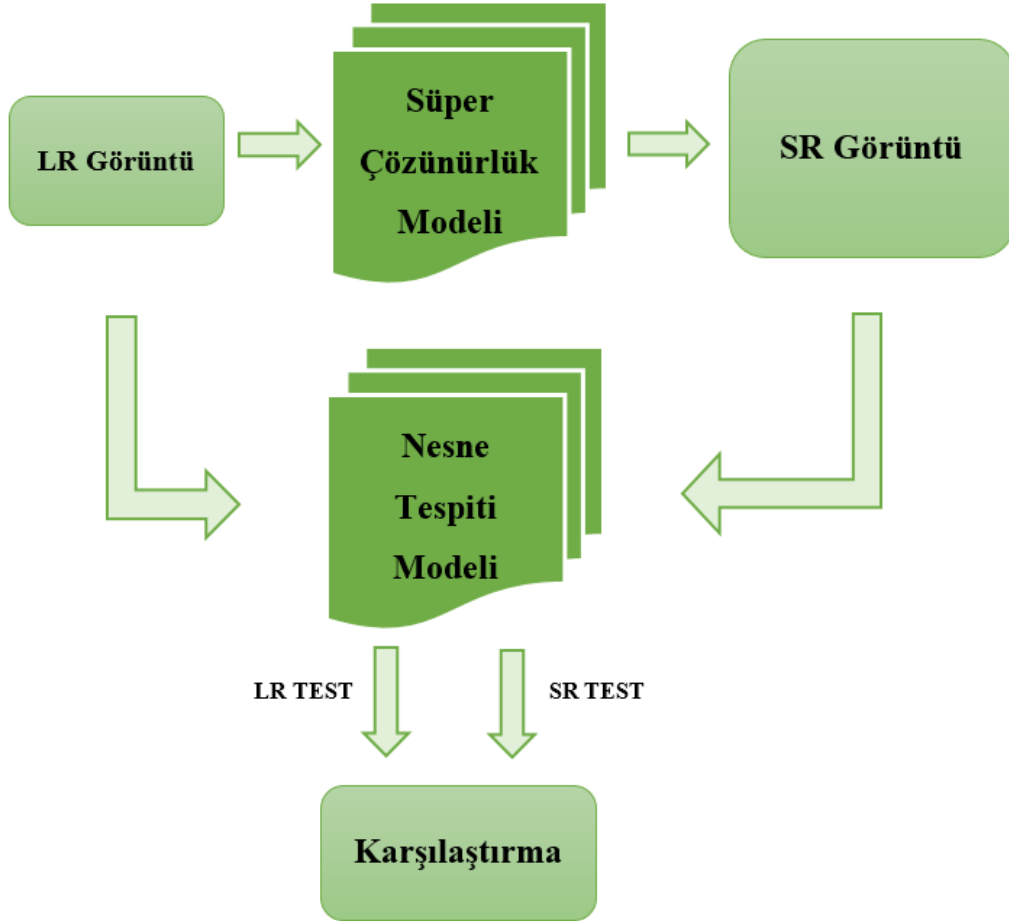 LR Görüntü
Süper
Çözünürlük
Modeli
SR Görüntü
Nesne
Tespiti
Modeli
LR TEST
SR TEST
Karşılaştırma